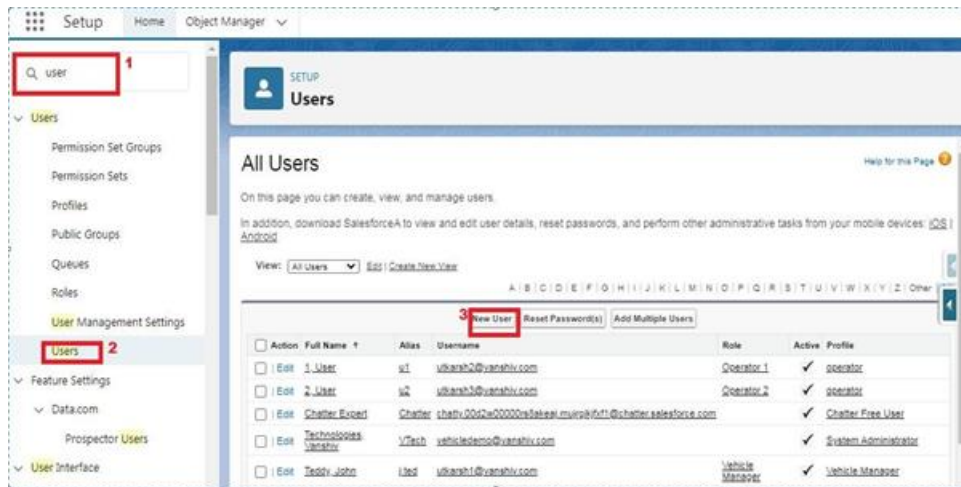 Setup Home Object Manager
user 1
Users
Permission Set Groups
Permission Sets
Profiles
Public Groups
Queues
Roles
User Management Settings
Users 2
Feature Settings
Data.com
Prospector Users
User Interface
SETUP
Users
All Users
Help for this Page
On this page you can create, view, and manage users.
In addition, download SalesforceA to view and edit user details, reset passwords, and perform other administrative tasks from your mobile devices: iOS |
Android
View: All Users Edit | Create New View
A | B | C | D | E | F | G | H | I | J | K | L | M | N | O | P | Q | R | S | T | U | V | W | X | Y | Z | Other
3 New User Reset Password(s) Add Multiple Users
Action Full Name ↑ Alias Username Role Active Profile
| Edit 1, User u1 utkarsh2@vanshiv.com Operator 1 ✓ operator
| Edit 2, User u2 utkarsh3@vanshiv.com Operator 2 ✓ operator
| Edit Chatter Expert Chatter ✓ Chatter Free User
| Edit Technologies, Vanshiv VTech vehicledemo@vanshiv.com ✓ System Administrator
| Edit Teddy, John j.ted utkarsh1@vanshiv.com Vehicle Manager ✓ Vehicle Manager